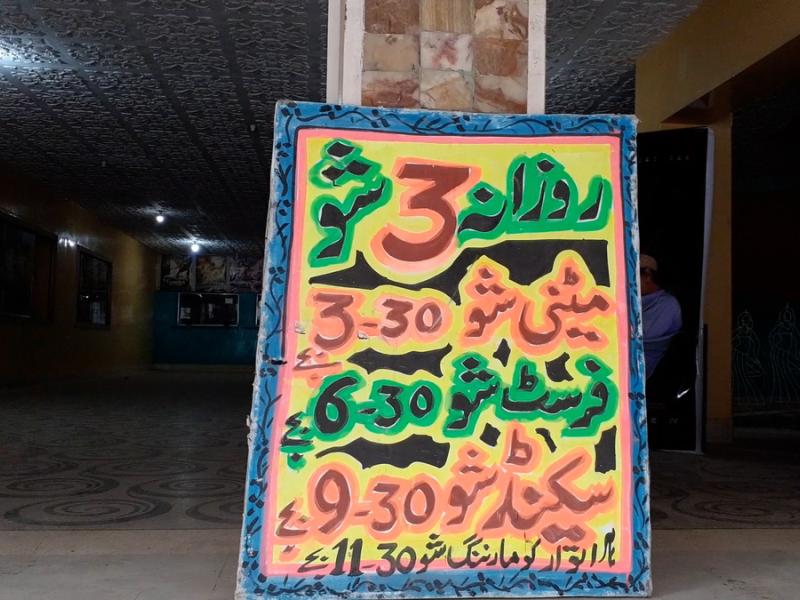 روزانہ 3 شو
میٹنی شو 3-30 بجے
فرسٹ شو 6-30 بجے
سیکنڈ شو 9-30 بجے
ہر اتوار کو مارننگ شو 11-30 بجے